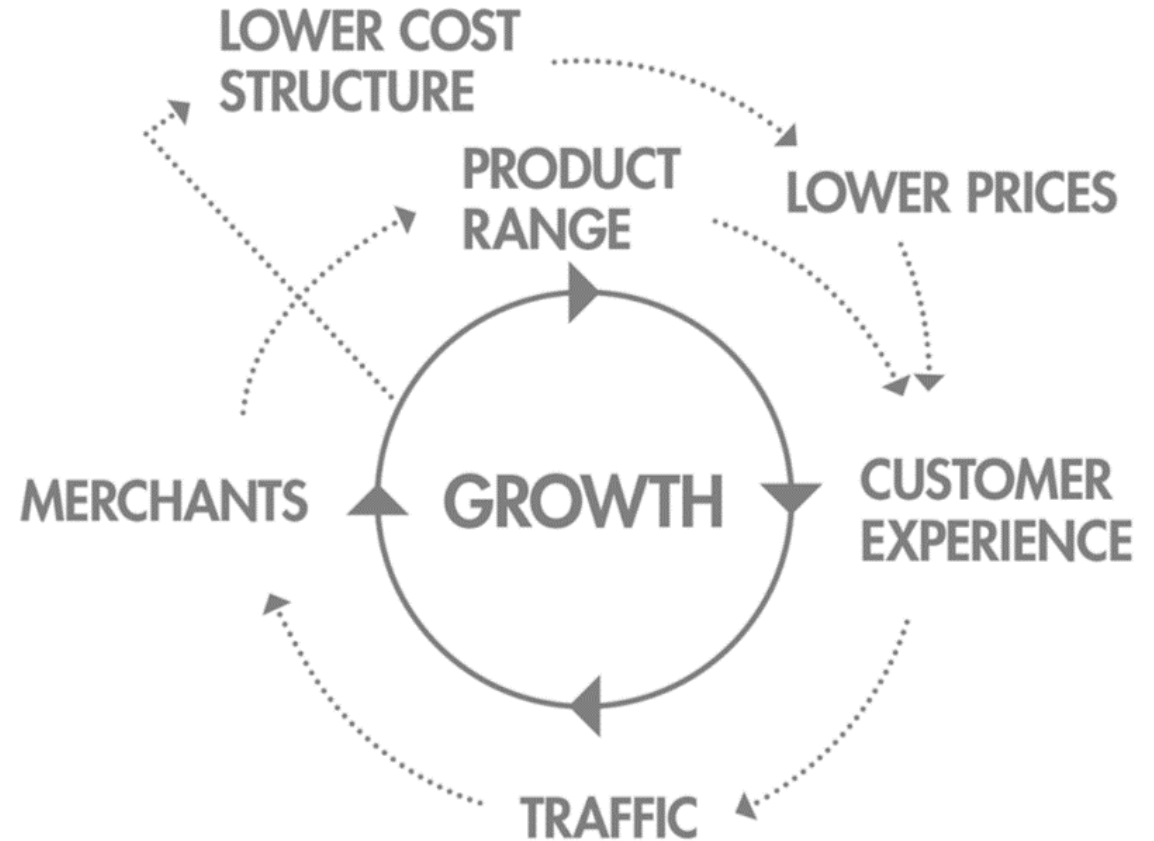 LOWER COST
STRUCTURE
PRODUCT
RANGE
LOWER PRICES
MERCHANTS
GROWTH
CUSTOMER
EXPERIENCE
TRAFFIC